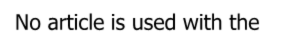 No article is used with the